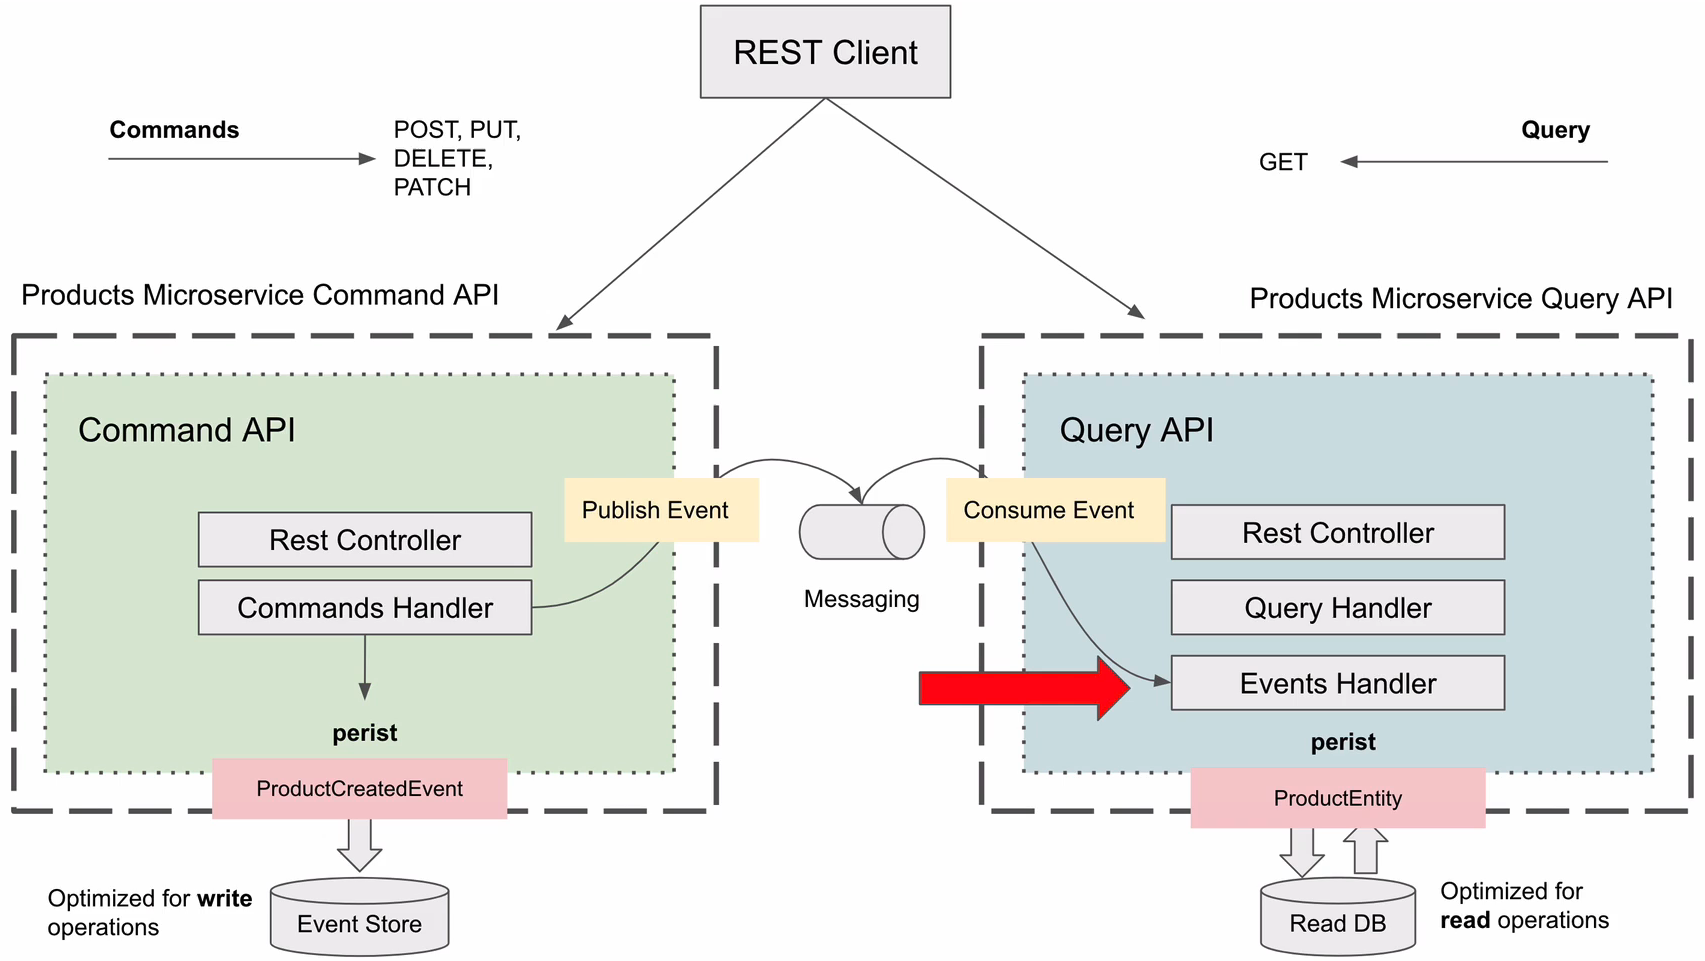 REST Client
Commands
POST, PUT,
DELETE,
PATCH
Query
GET
Products Microservice Command API
Products Microservice Query API
Command API
Publish Event
Rest Controller
Commands Handler
perist
ProductCreatedEvent
Optimized for write
operations
Event Store
Messaging
Query API
Consume Event
Rest Controller
Query Handler
Events Handler
perist
ProductEntity
Read DB
Optimized for
read operations